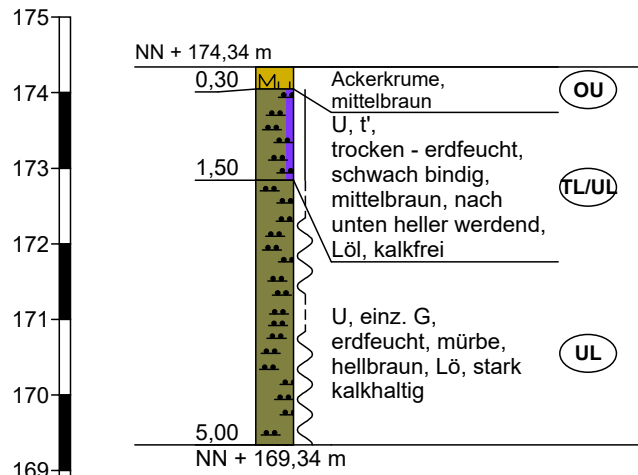 175
174
173
172
171
170
169
NN + 174,34 m
0,30
Ackerkrume,
mittelbraun
OU
M
U, t',
trocken - erdfeucht,
schwach bindig,
mittelbraun, nach
unten heller werdend,
Löl, kalkfrei
TL/UL
1,50
U, einz. G,
erdfeucht, mürbe,
hellbraun, Lö, stark
kalkhaltig
UL
5,00
NN + 169,34 m